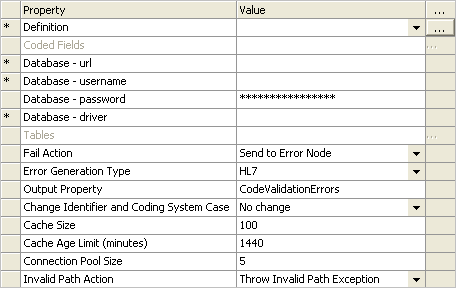 Property Value ...
* Definition ...
Coded Fields ...
* Database - url
* Database - username
Database - password ****************
* Database - driver
Tables ...
Fail Action Send to Error Node
Error Generation Type HL7
Output Property CodeValidationErrors
Change Identifier and Coding System Case No change
Cache Size 100
Cache Age Limit (minutes) 1440
Connection Pool Size 5
Invalid Path Action Throw Invalid Path Exception